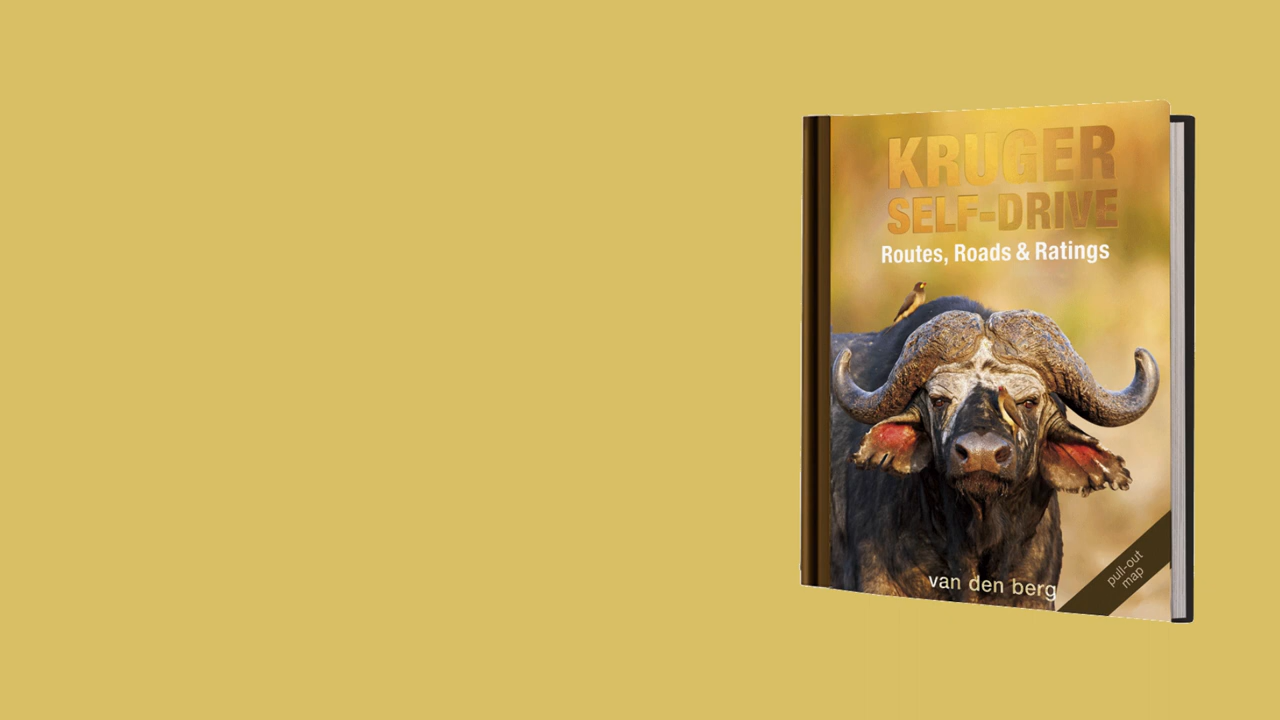 KRUGER
SELF-DRIVE
Routes, Roads & Ratings
van den berg
pull-out
map